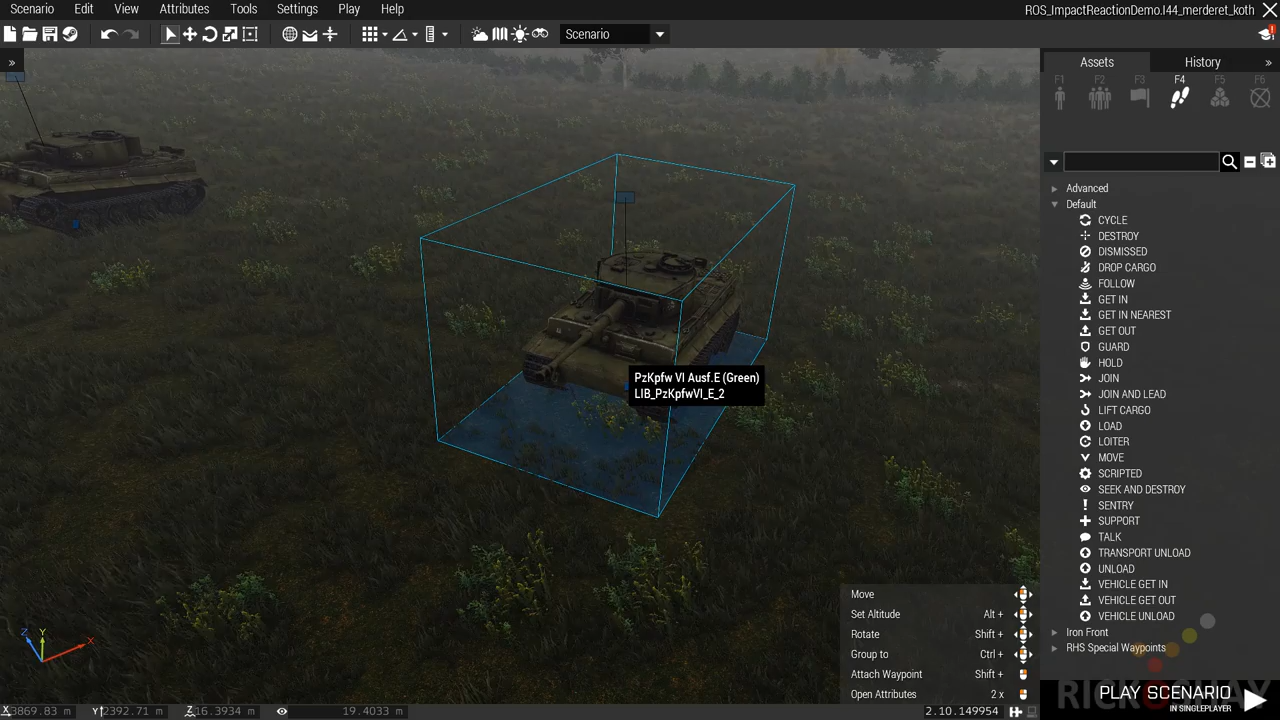 Scenario Edit View Attributes Tools Settings Play Help
ROS_ImpactReactionDemo.I44_merderet_koth
Scenario
Assets History
F1 F2 F3 F4 F5 F6
Advanced
Default
CYCLE
DESTROY
DISMISSED
DROP CARGO
FOLLOW
GET IN
GET IN NEAREST
GET OUT
GUARD
HOLD
JOIN
JOIN AND LEAD
LIFT CARGO
LOAD
LOITER
MOVE
SCRIPTED
SEEK AND DESTROY
SENTRY
SUPPORT
TALK
TRANSPORT UNLOAD
UNLOAD
VEHICLE GET IN
VEHICLE GET OUT
VEHICLE UNLOAD
Iron Front
RHS Special Waypoints
PzKpfw VI Ausf.E (Green)
LIB_PzKpfwVI_E_2
Move
Set Altitude Alt +
Rotate Shift +
Group to Ctrl +
Attach Waypoint Shift +
Open Attributes 2 x
Z Y X
PLAY SCENARIO
IN SINGLEPLAYER
X 3869.83 m Y 2392.71 m Z 16.3934 m 19.4033 m 2.10.149954